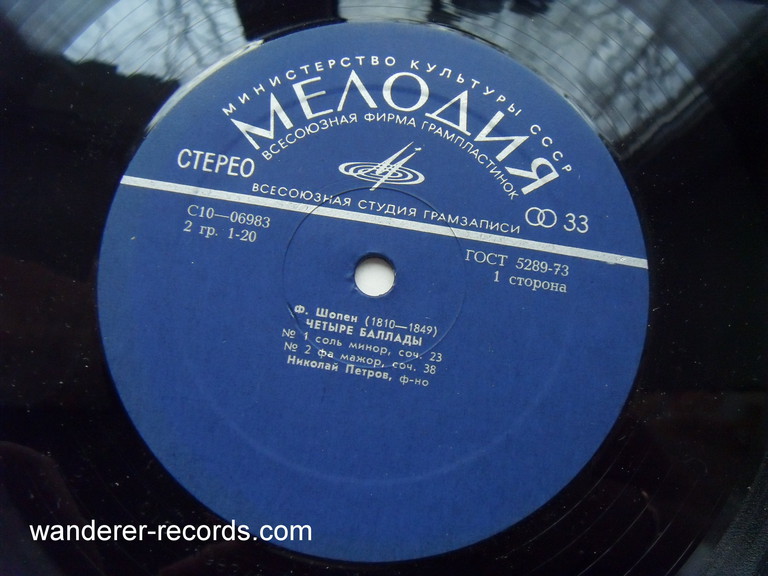 МИНИСТЕРСТВО КУЛЬТУРЫ СССР
МЕЛОДИЯ
ВСЕСОЮЗНАЯ ФИРМА ГРАМПЛАСТИНОК
СТЕРЕО
ВСЕСОЮЗНАЯ СТУДИЯ ГРАМЗАПИСИ
33
С10—06983
2 гр. 1-20
ГОСТ 5289-73
1 сторона
Ф. Шопен (1810—1849)
ЧЕТЫРЕ БАЛЛАДЫ
№ 1 соль минор, соч. 23
№ 2 фа мажор, соч. 38
Николай Петров, ф-но
wanderer-records.com